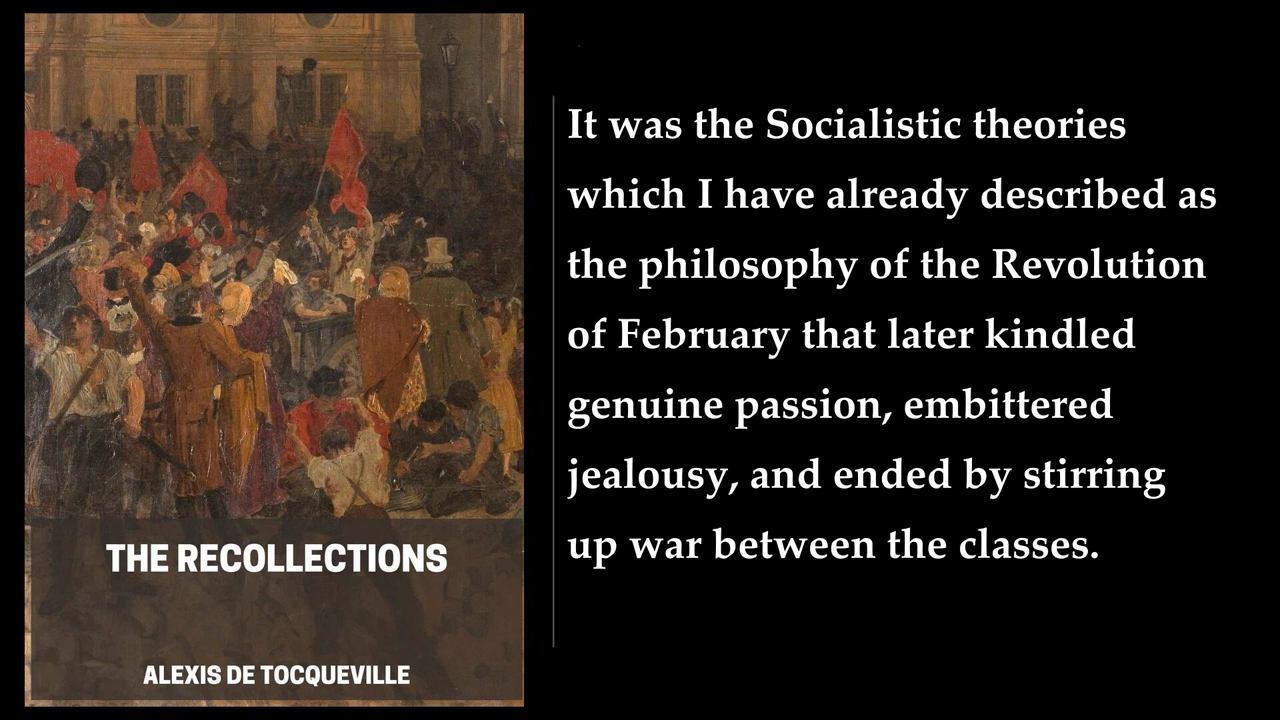 THE RECOLLECTIONS
ALEXIS DE TOCQUEVILLE
It was the Socialistic theories
which I have already described as
the philosophy of the Revolution
of February that later kindled
genuine passion, embittered
jealousy, and ended by stirring
up war between the classes.